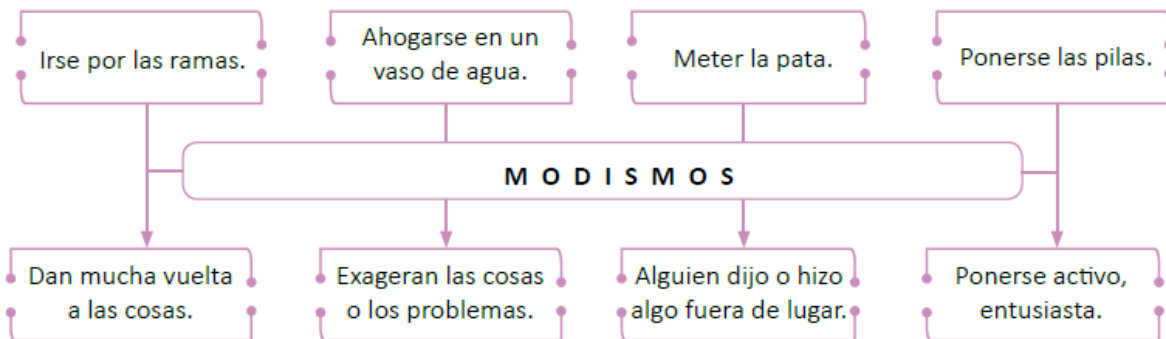 Irse por las ramas.
Ahogarse en un
vaso de agua.
Meter la pata.
Ponerse las pilas.
MODISMOS
Dan mucha vuelta
a las cosas.
Exageran las cosas
o los problemas.
Alguien dijo o hizo
algo fuera de lugar.
Ponerse activo,
entusiasta.